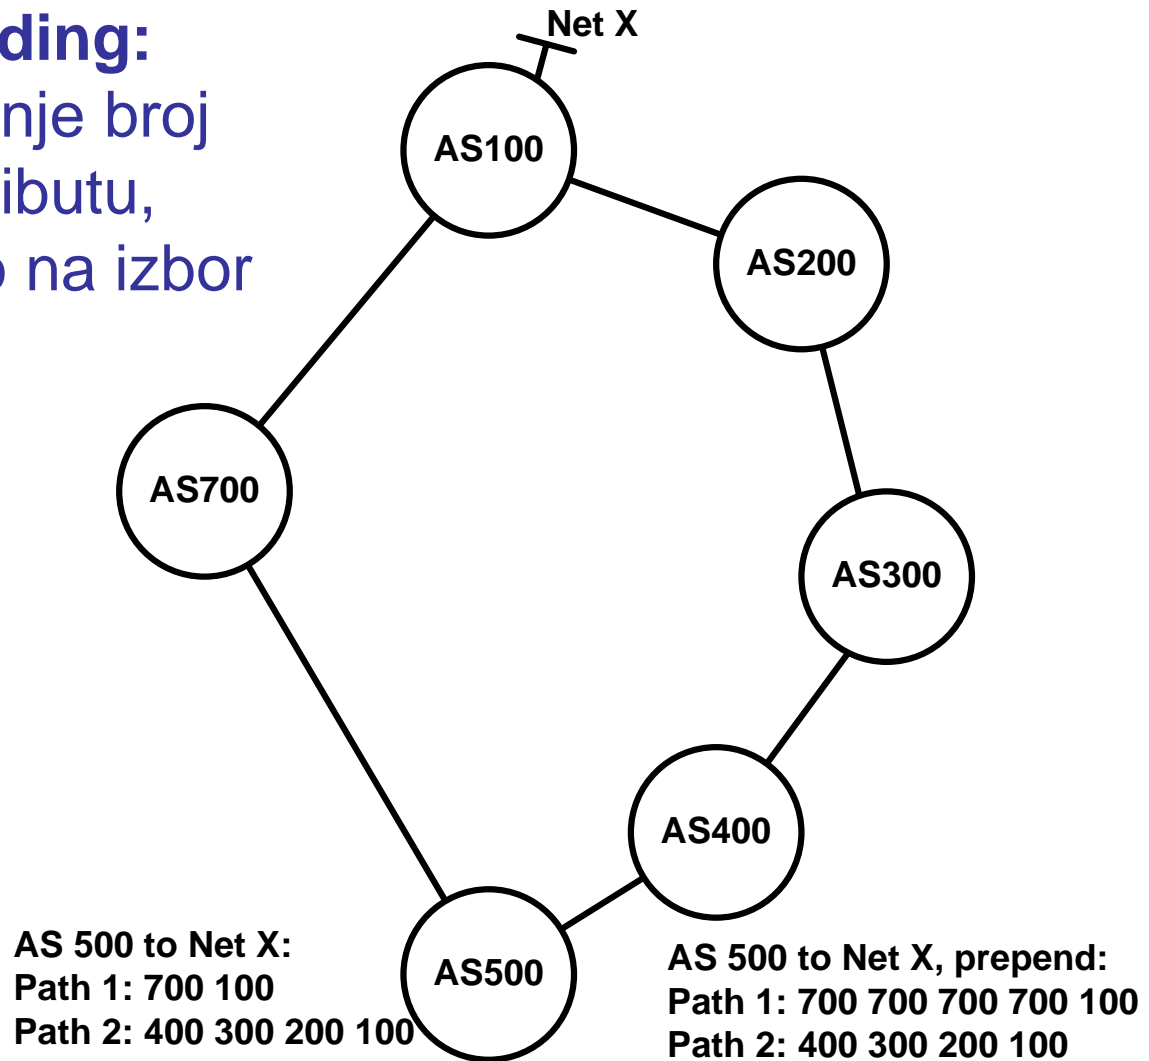 ding:
nje broj
ibutu,
o na izbor
Net X
AS100
AS200
AS700
AS300
AS400
AS500
AS 500 to Net X:
Path 1: 700 100
Path 2: 400 300 200 100
AS 500 to Net X, prepend:
Path 1: 700 700 700 700 100
Path 2: 400 300 200 100